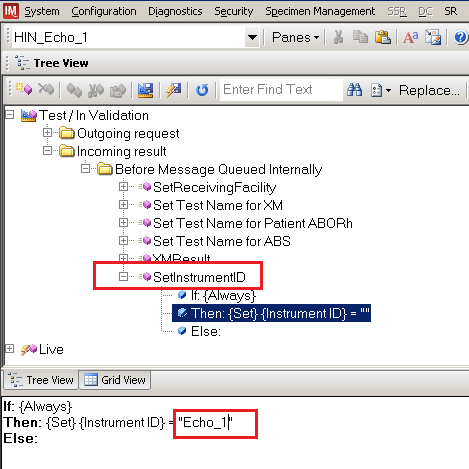 IM System Configuration Diagnostics Security Specimen Management SSR DC SR
HIN_Echo_1 Panes
Tree View
Enter Find Text Replace...
Test / In Validation
Outgoing request
Incoming result
Before Message Queued Internally
SetReceivingFacility
Set Test Name for XM
Set Test Name for Patient ABORh
Set Test Name for ABS
XMResult
SetInstrumentID
If: {Always}
Then: {Set} {Instrument ID} = ""
Else:
Live
Tree View Grid View
If: {Always}
Then: {Set} {Instrument ID} = "Echo_1"
Else: